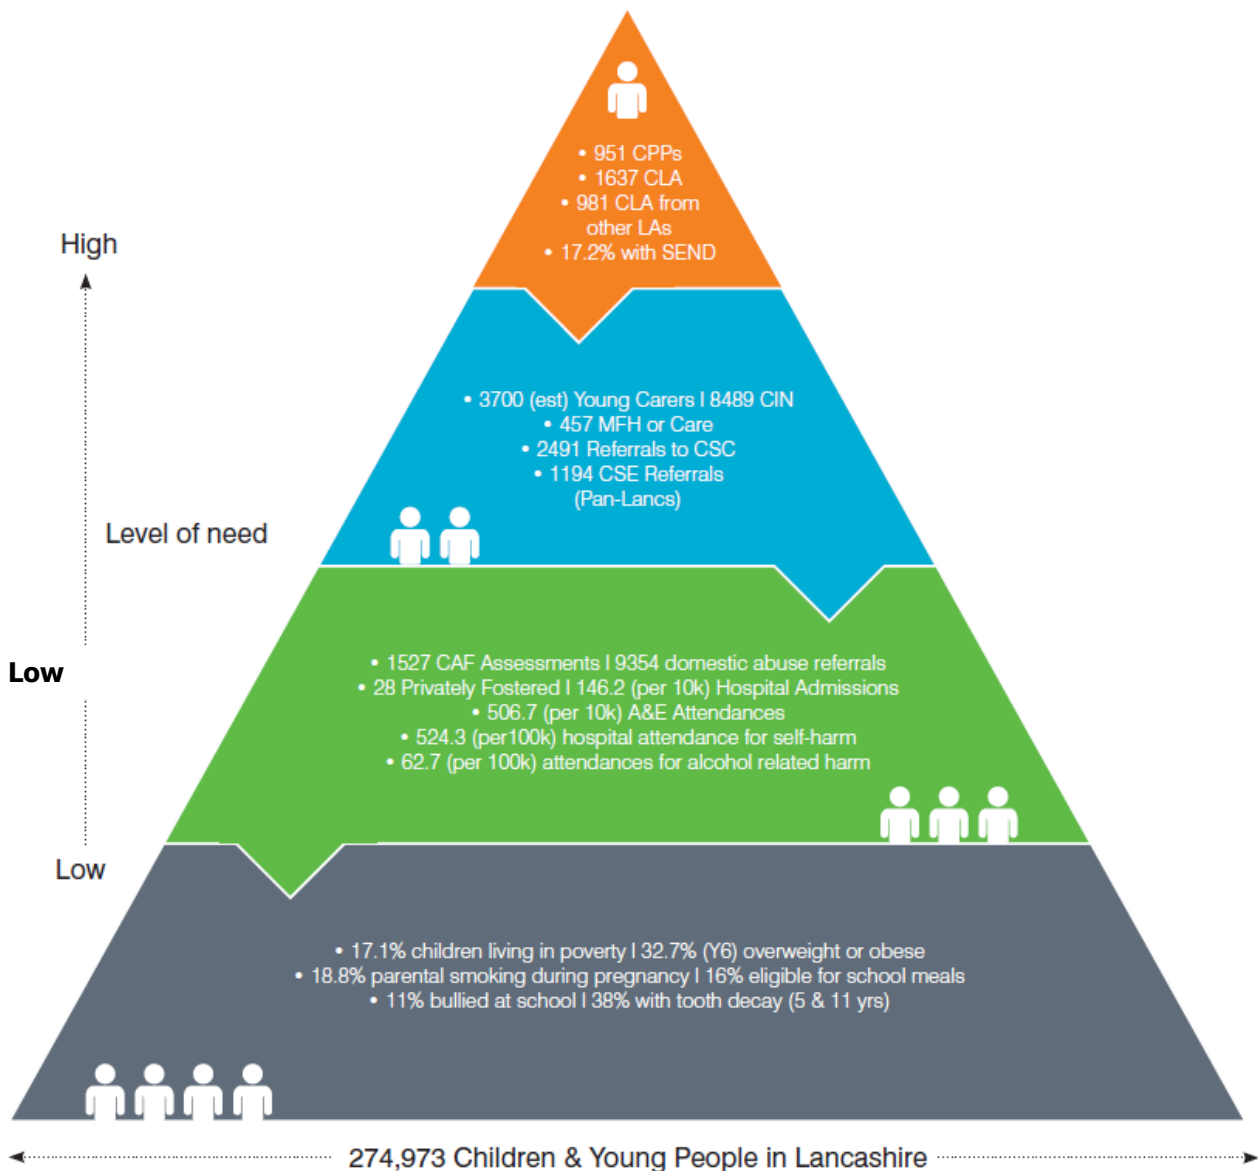 • 951 CPPs
• 1637 CLA
• 981 CLA from
other LAs
• 17.2% with SEND
High
• 3700 (est) Young Carers I 8489 CIN
• 457 MFH or Care
• 2491 Referrals to CSC
• 1194 CSE Referrals
(Pan-Lancs)
Level of need
Low
• 1527 CAF Assessments I 9354 domestic abuse referrals
• 28 Privately Fostered I 146.2 (per 10k) Hospital Admissions
• 506.7 (per 10k) A&E Attendances
• 524.3 (per100k) hospital attendance for self-harm
• 62.7 (per 100k) attendances for alcohol related harm
Low
• 17.1% children living in poverty I 32.7% (Y6) overweight or obese
• 18.8% parental smoking during pregnancy I 16% eligible for school meals
• 11% bullied at school I 38% with tooth decay (5 & 11 yrs)
274,973 Children & Young People in Lancashire